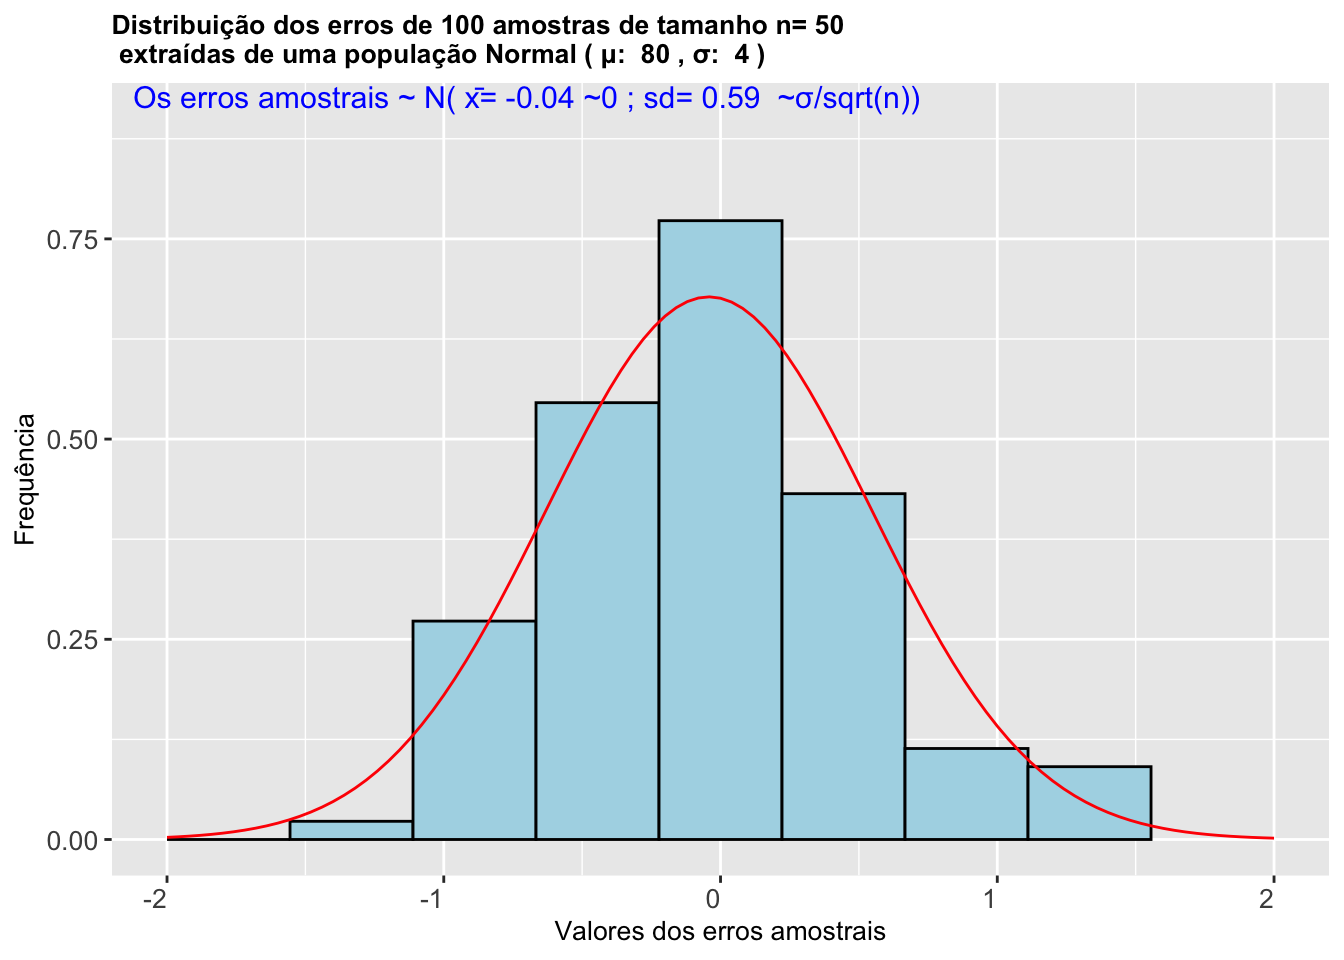 Distribuição dos erros de 100 amostras de tamanho n= 50
extraídas de uma população Normal ( μ:  80 , σ:  4 )
Os erros amostrais ~ N( x̄= -0.04 ~0 ; sd= 0.59  ~σ/sqrt(n))
0.75
0.50
0.25
0.00
Frequência
-2
-1
0
1
2
Valores dos erros amostrais